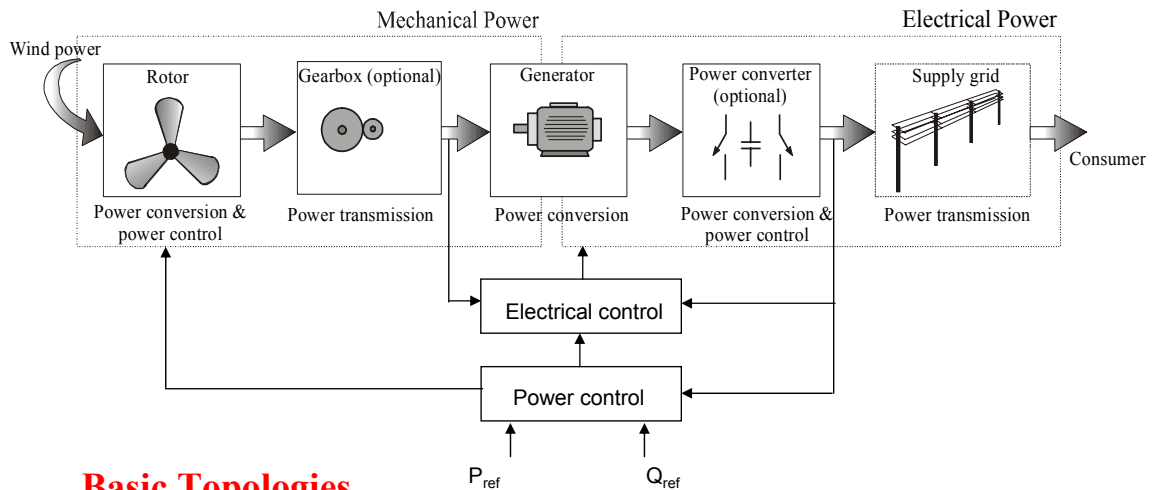 Mechanical Power
Electrical Power
Wind power
Rotor
Gearbox (optional)
Generator
Power converter
(optional)
Supply grid
Consumer
Power conversion &
power control
Power transmission
Power conversion
Power conversion &
power control
Power transmission
Electrical control
Power control
Pref
Qref
Basic Topologies